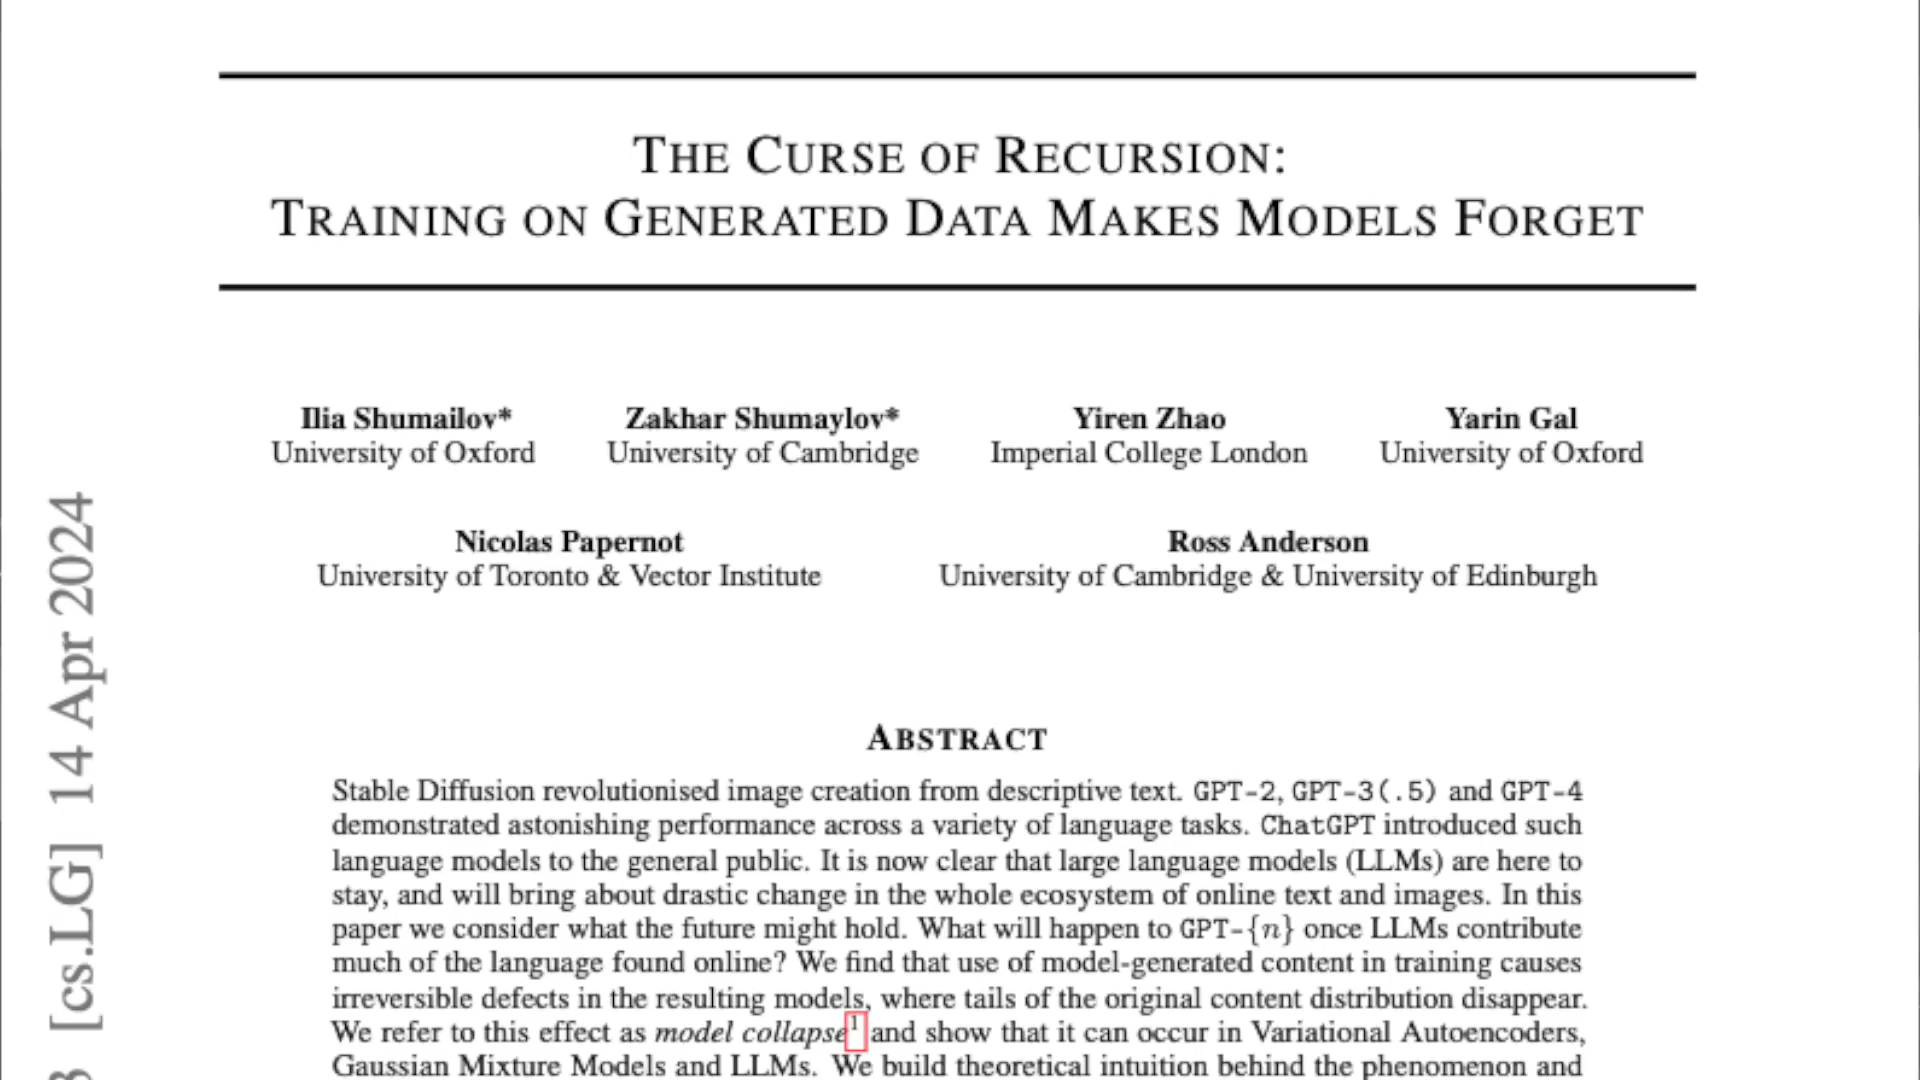 THE CURSE OF RECURSION:
TRAINING ON GENERATED DATA MAKES MODELS FORGET
Ilia Shumailov* Zakhar Shumaylov* Yiren Zhao Yarin Gal
University of Oxford University of Cambridge Imperial College London University of Oxford
Nicolas Papernot Ross Anderson
University of Toronto & Vector Institute University of Cambridge & University of Edinburgh
ABSTRACT
Stable Diffusion revolutionised image creation from descriptive text. GPT-2, GPT-3(.5) and GPT-4
demonstrated astonishing performance across a variety of language tasks. ChatGPT introduced such
language models to the general public. It is now clear that large language models (LLMs) are here to
stay, and will bring about drastic change in the whole ecosystem of online text and images. In this
paper we consider what the future might hold. What will happen to GPT-{n} once LLMs contribute
much of the language found online? We find that use of model-generated content in training causes
irreversible defects in the resulting models, where tails of the original content distribution disappear.
We refer to this effect as model collapse1 and show that it can occur in Variational Autoencoders,
Gaussian Mixture Models and LLMs. We build theoretical intuition behind the phenomenon and
[cs.LG] 14 Apr 2024